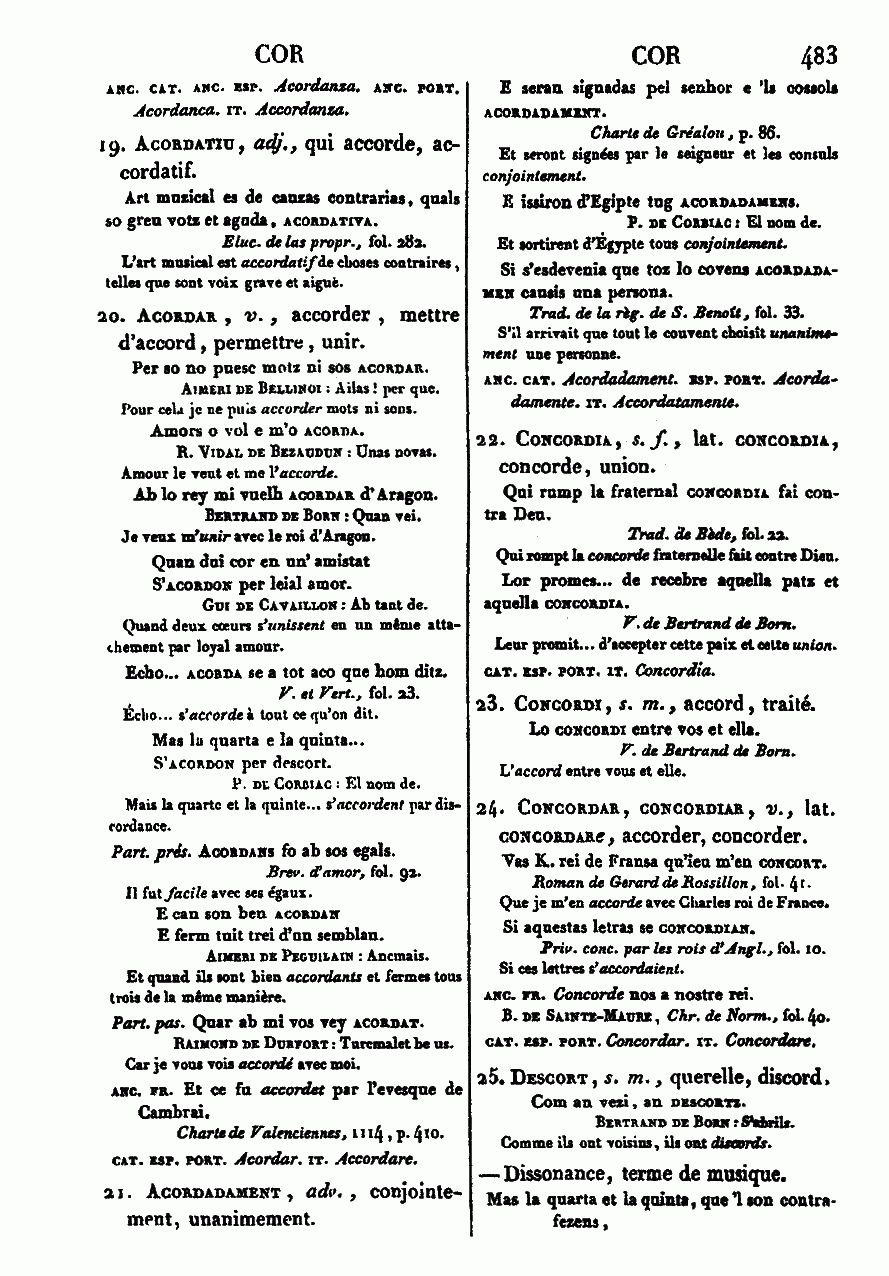 COR
COR 483
ANC. CAT. ANC. ESP. Acordanza. ANC. PORT.
Acordanca. IT. Accordanza.
19. ACORDATIU, adj., qui accorde, ac-
cordatif.
Art muzical es de cauzas contrarias, quals
so greu votz et aguda, ACORDATIVA.
Eluc. de las propr., fol. 282.
L'art musical est accordatif de choses contraires,
telles que sont voix grave et aiguë.
20. ACORDAR, v., accorder, mettre
d'accord, permettre, unir.
Per so no puesc motz ni sos ACORDAR.
AIMERI DE BELLINOI : Ailas! per que.
Pour cela je ne puis accorder mots ni sons.
Amors o vol e m'o ACORDA.
R. VIDAL DE BEZAUDUN : Unas novas.
Amour le veut et me l'accorde.
Ab lo rey mi vuelh ACORDAR d'Aragon.
BERTRAND DE BORN : Quan vei.
Je veux m'unir avec le roi d'Aragon.
Quan dui cor en un' amistat
S'ACORDON per leial amor.
GUI DE CAVAILLON : Ab tant de.
Quand deux cœurs s'unissent en un même atta-
chement par loyal amour.
Echo... ACORDA se a tot aco que hom ditz.
V. et Vert., fol. 23.
Écho... s'accorde à tout ce qu'on dit.
Mas la quarta e la quinta...
S'ACORDON per descort.
P. DE CORBIAC : El nom de.
Mais la quarte et la quinte... s'accordent par dis-
cordance.
Part. prés. ACORDANS fo ab sos egals.
Brev. d'amor, fol. 92.
Il fut facile avec ses égaux.
E can son ben ACORDAN
E ferm tuit trei d'un semblan.
AIMERI DE PEGUILAIN : Ancmais.
Et quand ils sont bien accordants et fermes tous
trois de la même manière.
Part. pas. Quar ab mi vos vey ACORDAT.
RAIMOND DE DURFORT : Turcmalet be us.
Car je vous vois accordé avec moi.
ANC. FR. Et ce fu accordet par l'evesque de
Cambrai.
Charte de Valenciennes, 1114, p. 410.
CAT. ESP. PORT. Acordar. IT. Accordare.
21. ACORDADAMENT, adv., conjointe-
ment, unanimement.
E seran signadas pel senhor e 'ls cossols
ACORDADAMENT.
Charte de Gréalou, p. 86.
Et seront signées par le seigneur et les consuls
conjointement.
E issiron d'Egipte tug ACORDADAMENS.
P. DE CORBIAC : El nom de.
Et sortirent d'Égypte tous conjointement.
Si s'esdevenia que toz lo covens ACORDADA-
MEN causis una persona.
Trad. de la règ. de S. Benoît, fol. 33.
S'il arrivait que tout le couvent choisît unanime-
ment une personne.
ANC. CAT. Acordadament. ESP. PORT. Acorda-
damente. IT. Accordatamente.
22. CONCORDIA, s. f., lat. CONCORDIA,
concorde, union.
Qui rump la fraternal CONCORDIA fai con-
tra Deu.
Trad. de Bède, fol. 22.
Qui rompt la concorde fraternelle fait contre Dieu.
Lor promes... de recebre aquella patz et
aquella CONCORDIA.
V. de Bertrand de Born.
Leur promit... d'accepter cette paix et cette union.
CAT. ESP. PORT. IT. Concordia.
23. CONCORDI, s. m., accord, traité.
Lo CONCORDI entre vos et ella.
V. de Bertrand de Born.
L'accord entre vous et elle.
24. CONCORDAR, CONCORDIAR, v., lat.
CONCORDARe, accorder, concorder.
Vas K. rei de Fransa qu'ieu m'en CONCORT.
Roman de Gerard de Rossillon, fol. 41.
Que je m'en accorde avec Charles roi de France.
Si aquestas letras se CONCORDIAN.
Priv. conc. par les rois d'Angl., fol. 10.
Si ces lettres s'accordaient.
ANC. FR. Concorde nos a nostre rei.
B. DE SAINTE-MAURE, Chr. de Norm., fol. 40.
CAT. ESP. PORT. Concordar. IT. Concordare.
25. DESCORT, s. m., querelle, discord.
Com an vezi, an DESCORTZ.
BERTRAND DE BORN : S'abrils.
Comme ils ont voisins, ils ont discords.
— Dissonance, terme de musique.
Mas la quarta et la quinta, que 'l son contra-
fezens,